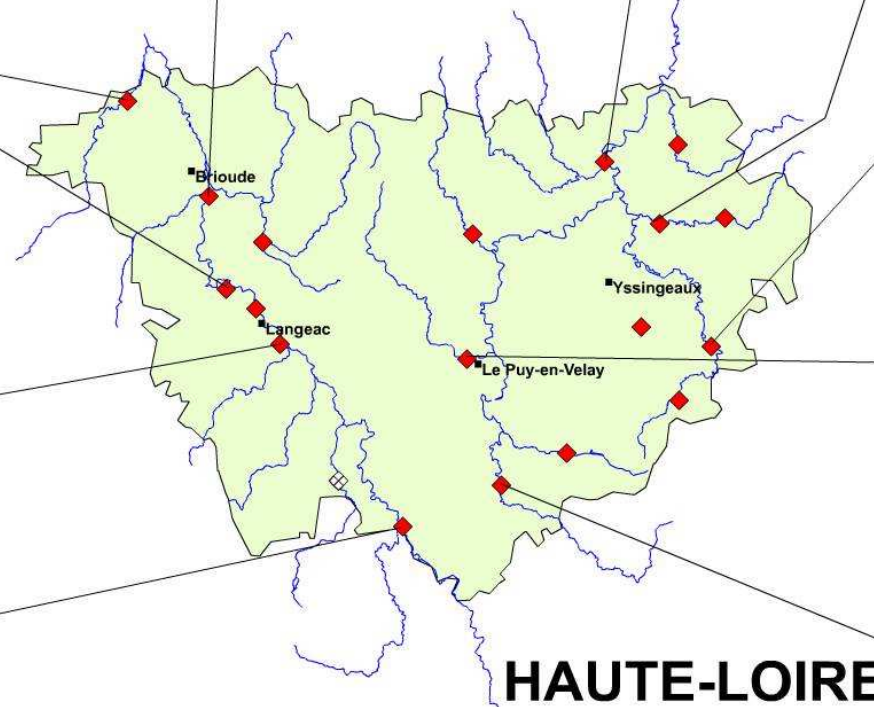 Brioude
Yssingeaux
Langeac
Le Puy-en-Velay
HAUTE-LOIRE